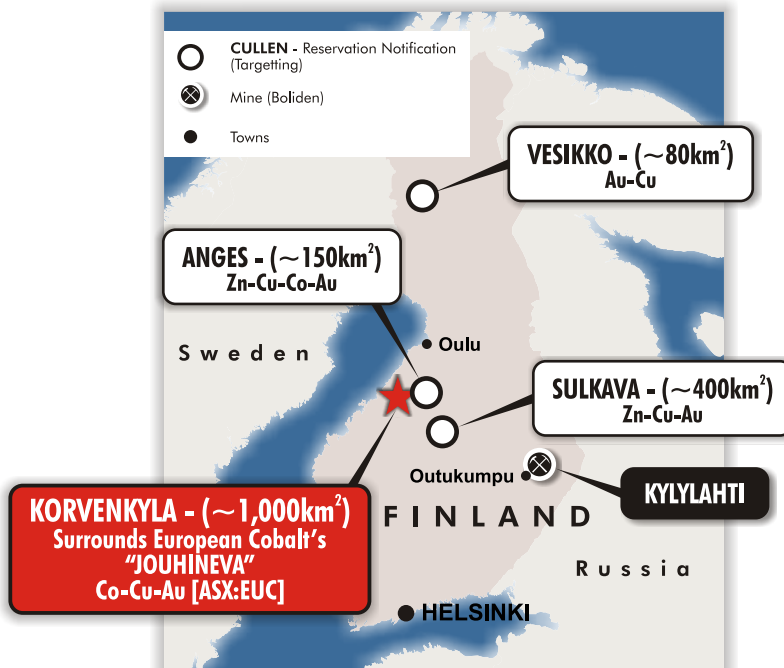 CULLEN - Reservation Notification
(Targetting)
Mine (Boliden)
Towns
VESIKKO - (~80km²)
Au-Cu
ANGES - (~150km²)
Zn-Cu-Co-Au
Sweden
Oulu
SULKAVA - (~400km²)
Zn-Cu-Au
Outukumpu
KYLYLAHTI
KORVENKYLA - (~1,000km²)
Surrounds European Cobalt's
"JOUHINEVA"
Co-Cu-Au [ASX:EUC]
FINLAND
Russia
HELSINKI